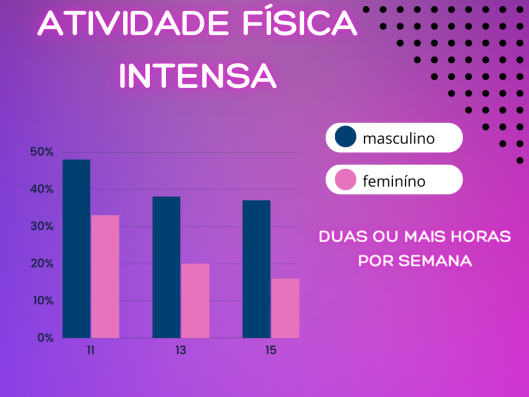 ATIVIDADE FÍSICA
INTENSA
masculino
feminíno
DUAS OU MAIS HORAS
POR SEMANA
50%
40%
30%
20%
10%
0%
11
13
15